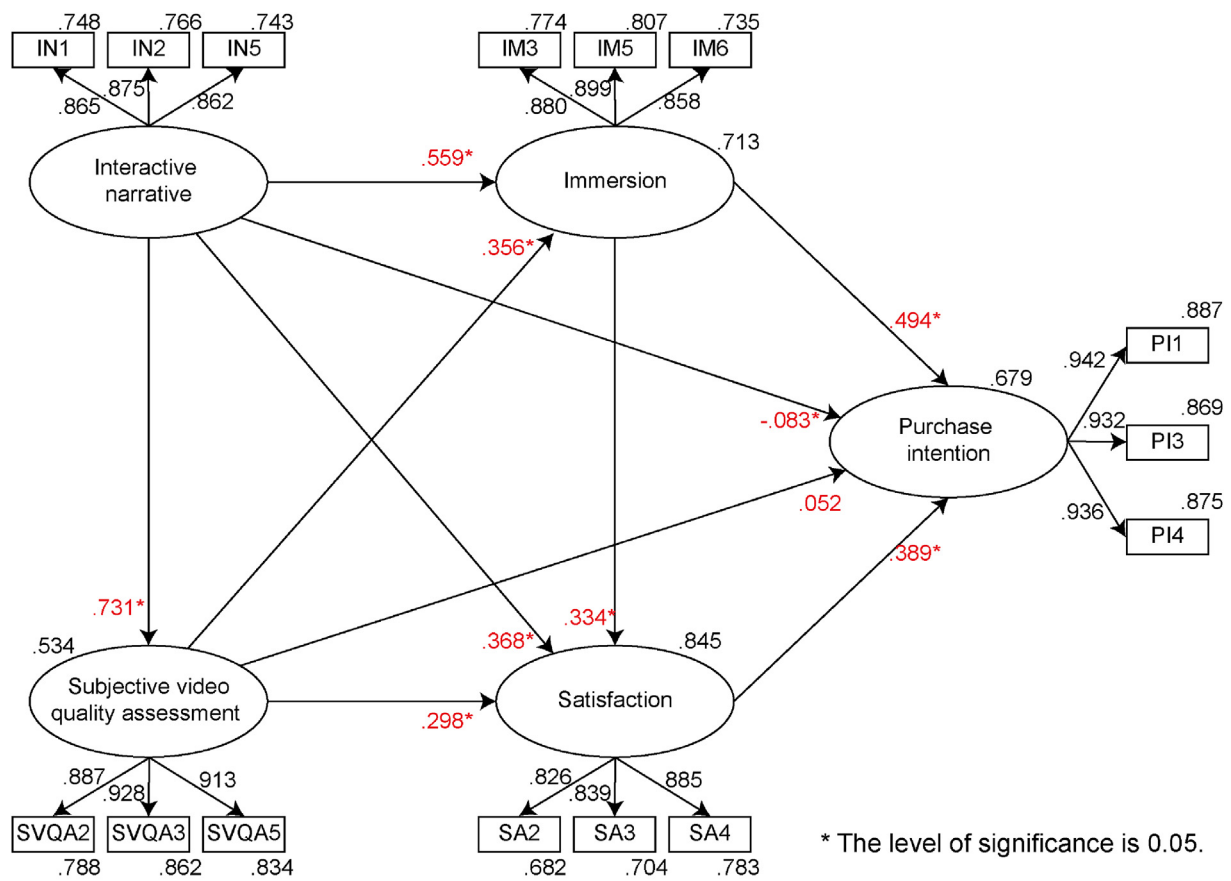 .748 .766 .743 .774 .807 .735
IN1 IN2 IN5 IM3 IM5 IM6
.865 .875 .862 .880 .899 .858
.713
Interactive
narrative
.559*
Immersion
.356*
.494*
.887
PI1
.942
.679
-.083*
Purchase
intention
.932
.869
PI3
.052
.936
.875
PI4
.389*
.731*
.368*
.334*
.534
.845
Subjective video
quality assessment
.298*
Satisfaction
.887 .928 913 .826 .839 885
SVQA2 SVQA3 SVQA5 SA2 SA3 SA4
.788 .862 .834 .682 .704 .783
* The level of significance is 0.05.